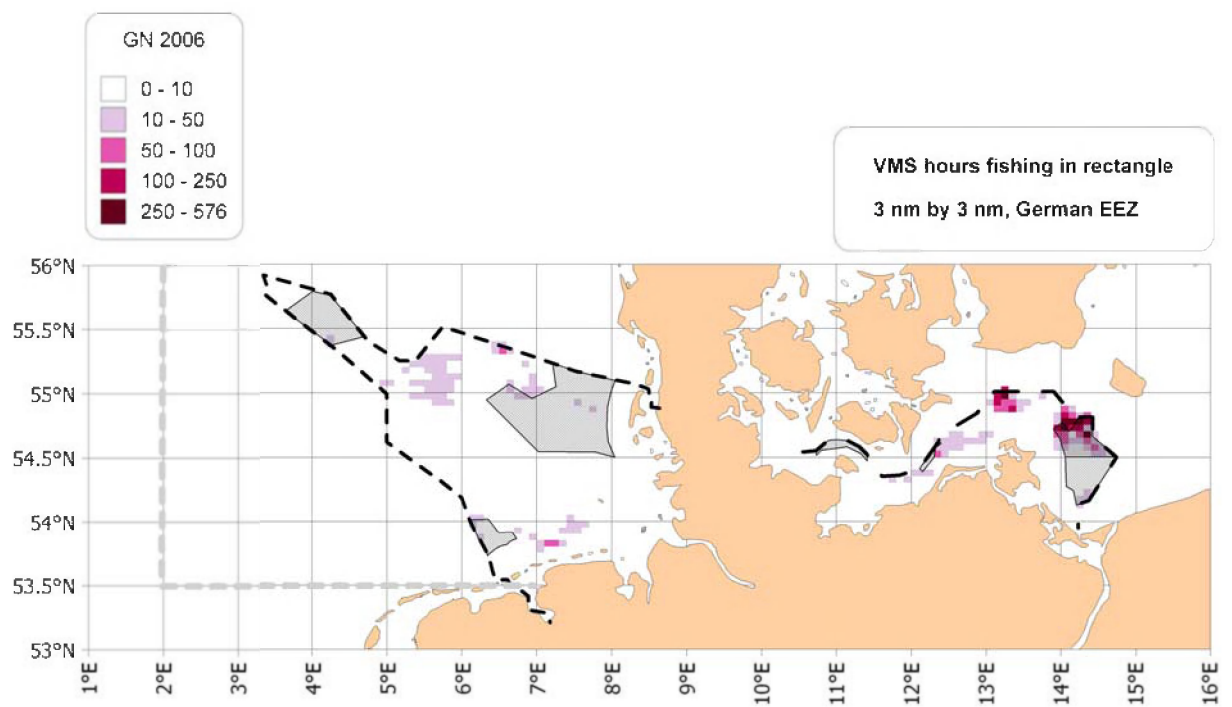 GN 2006
0 - 10
10 - 50
50 - 100
100 - 250
250 - 576
VMS hours fishing in rectangle
3 nm by 3 nm, German EEZ
56°N
55.5°N
55°N
54.5°N
54°N
53.5°N
53°N
1°E
2°E
3°E
4°E
5°E
6°E
7°E
8°E
9°E
10°E
11°E
12°E
13°E
14°E
15°E
16°E